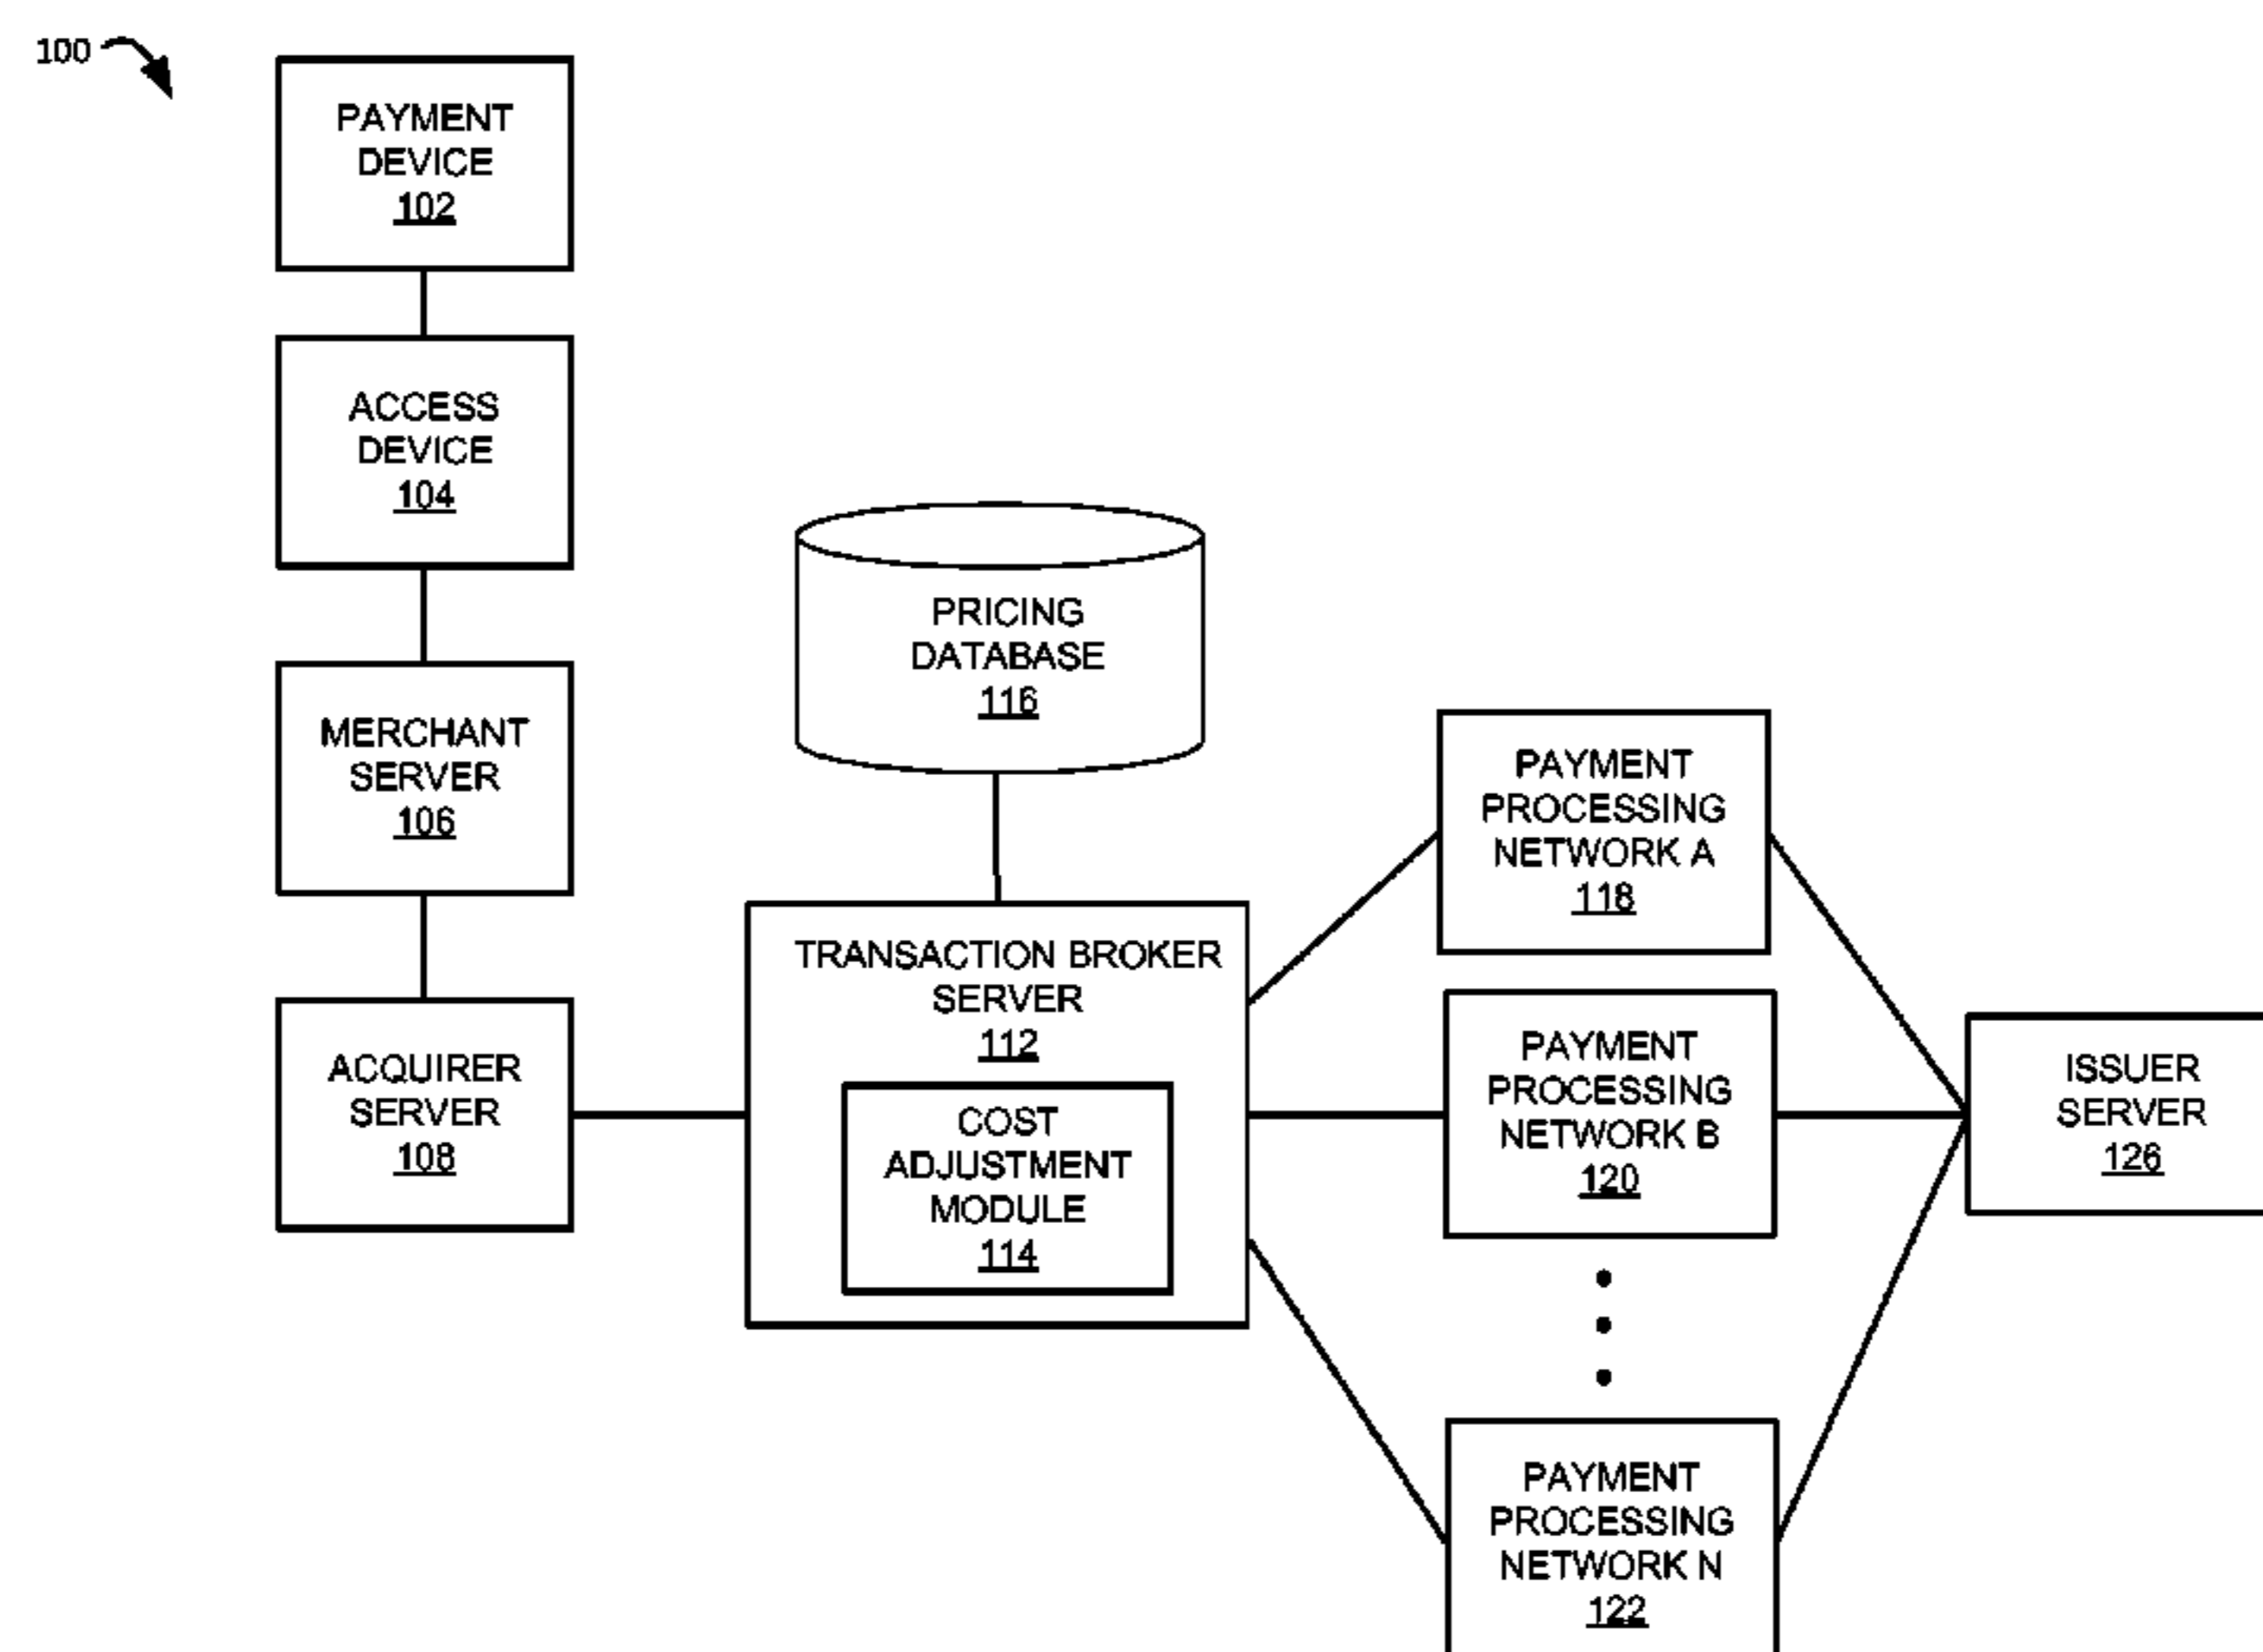 100
PAYMENT
DEVICE
102
ACCESS
DEVICE
104
MERCHANT
SERVER
106
ACQUIRER
SERVER
108
PRICING
DATABASE
116
TRANSACTION BROKER
SERVER
112
COST
ADJUSTMENT
MODULE
114
PAYMENT
PROCESSING
NETWORK A
118
PAYMENT
PROCESSING
NETWORK B
120
PAYMENT
PROCESSING
NETWORK N
122
ISSUER
SERVER
126